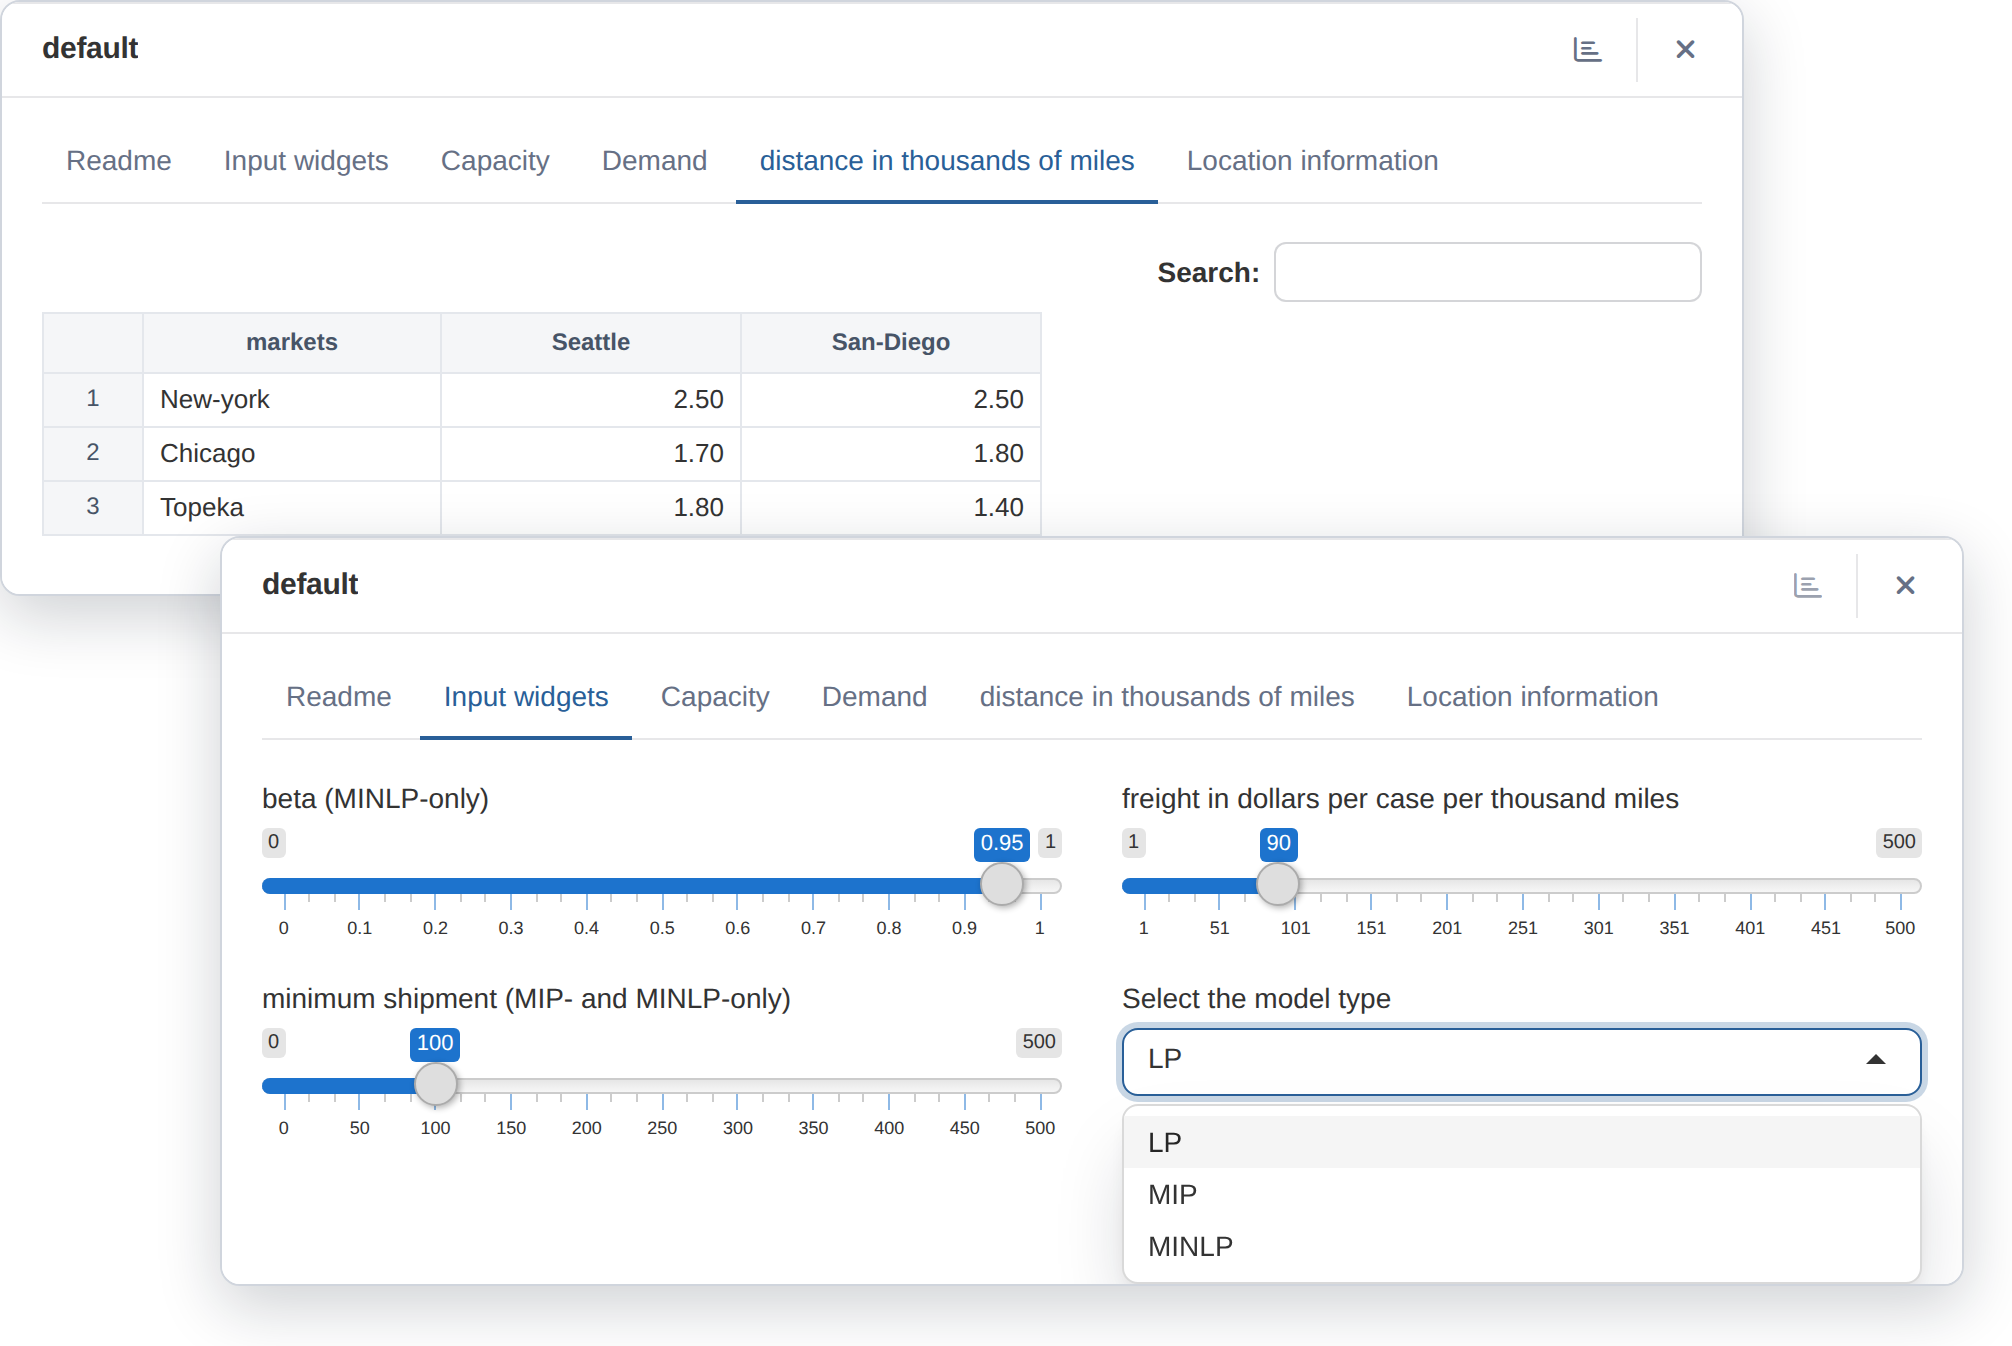 default
Readme Input widgets Capacity Demand distance in thousands of miles Location information
Search:
markets Seattle San-Diego
1 New-york 2.50 2.50
2 Chicago 1.70 1.80
3 Topeka 1.80 1.40
default
Readme Input widgets Capacity Demand distance in thousands of miles Location information
beta (MINLP-only)
0 0.95 1
0 0.1 0.2 0.3 0.4 0.5 0.6 0.7 0.8 0.9 1
freight in dollars per case per thousand miles
1 90 500
1 51 101 151 201 251 301 351 401 451 500
minimum shipment (MIP- and MINLP-only)
0 100 500
0 50 100 150 200 250 300 350 400 450 500
Select the model type
LP
LP
MIP
MINLP